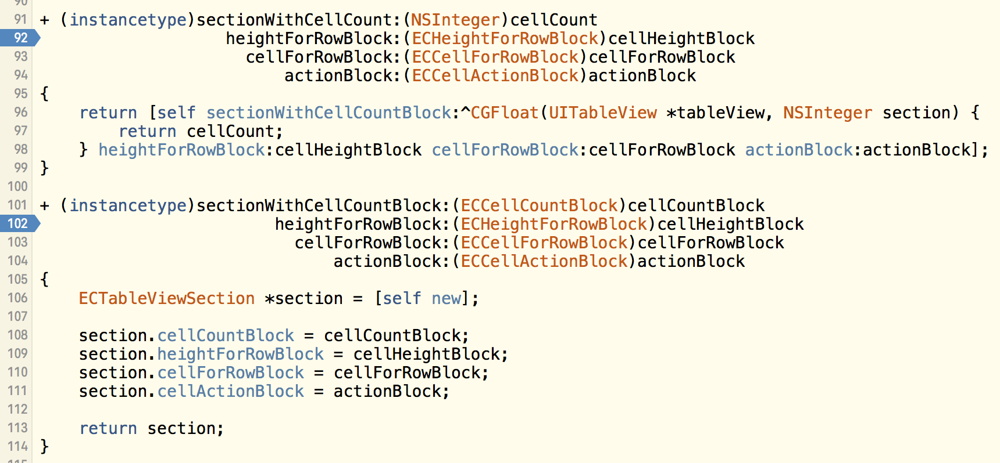 90
91 + (instancetype)sectionWithCellCount:(NSInteger)cellCount
92                    heightForRowBlock:(ECHeightForRowBlock)cellHeightBlock
93                      cellForRowBlock:(ECCellForRowBlock)cellForRowBlock
94                          actionBlock:(ECCellActionBlock)actionBlock
95 {
96     return [self sectionWithCellCountBlock:^CGFloat(UITableView *tableView, NSInteger section) {
97         return cellCount;
98     } heightForRowBlock:cellHeightBlock cellForRowBlock:cellForRowBlock actionBlock:actionBlock];
99 }
100
101 + (instancetype)sectionWithCellCountBlock:(ECCellCountBlock)cellCountBlock
102                         heightForRowBlock:(ECHeightForRowBlock)cellHeightBlock
103                           cellForRowBlock:(ECCellForRowBlock)cellForRowBlock
104                               actionBlock:(ECCellActionBlock)actionBlock
105 {
106     ECTableViewSection *section = [self new];
107
108     section.cellCountBlock = cellCountBlock;
109     section.heightForRowBlock = cellHeightBlock;
110     section.cellForRowBlock = cellForRowBlock;
111     section.cellActionBlock = actionBlock;
112
113     return section;
114 }
115